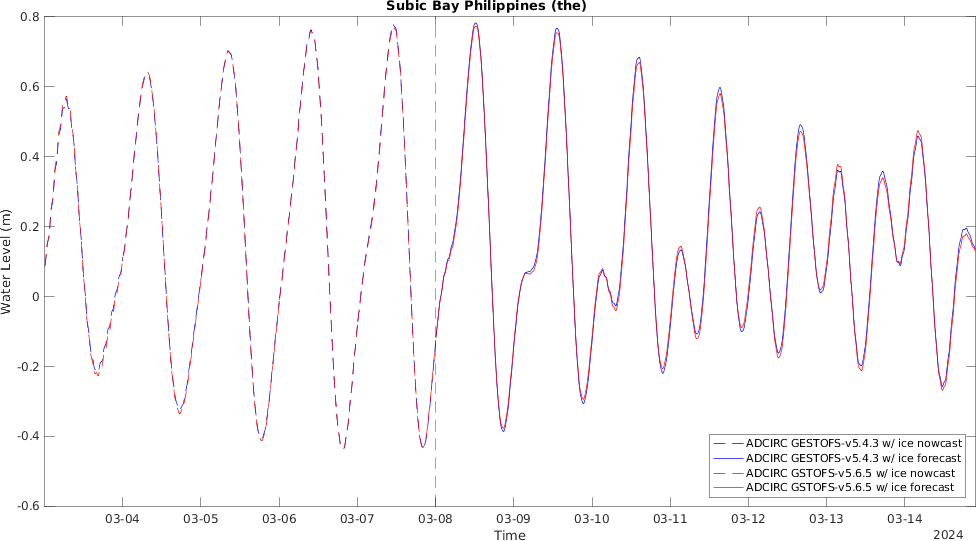 Subic Bay Philippines (the)
0.8
0.6
0.4
0.2
0
-0.2
-0.4
-0.6
Water Level (m)
ADCIRC GESTOFS-v5.4.3 w/ ice nowcast
ADCIRC GESTOFS-v5.4.3 w/ ice forecast
ADCIRC GSTOFS-v5.6.5 w/ ice nowcast
ADCIRC GSTOFS-v5.6.5 w/ ice forecast
03-04 03-05 03-06 03-07 03-08 03-09 03-10 03-11 03-12 03-13 03-14
Time
2024